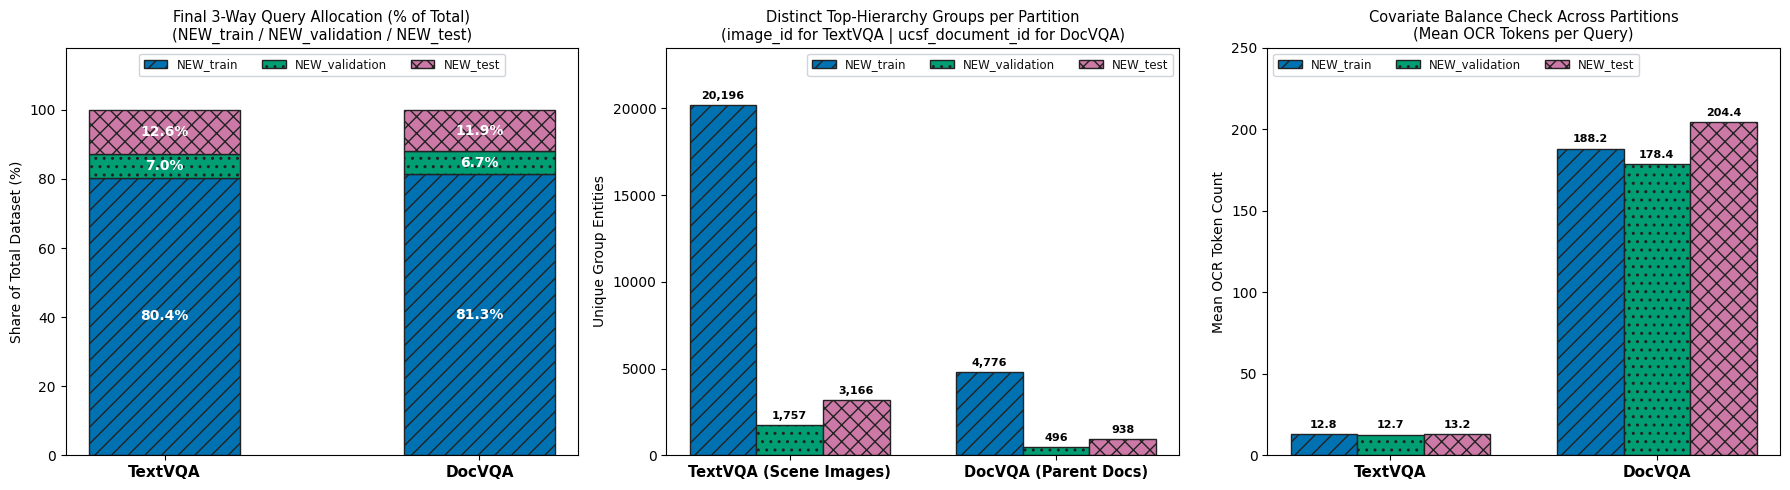 Final 3-Way Query Allocation (% of Total)
(NEW_train / NEW_validation / NEW_test)
NEW_train
NEW_validation
NEW_test
Share of Total Dataset (%)
100
80
60
40
20
0
12.6%
7.0%
80.4%
11.9%
6.7%
81.3%
TextVQA
DocVQA
Distinct Top-Hierarchy Groups per Partition
(image_id for TextVQA | ucsf_document_id for DocVQA)
NEW_train
NEW_validation
NEW_test
Unique Group Entities
20000
15000
10000
5000
0
20,196
1,757
3,166
4,776
496
938
TextVQA (Scene Images)
DocVQA (Parent Docs)
Covariate Balance Check Across Partitions
(Mean OCR Tokens per Query)
NEW_train
NEW_validation
NEW_test
Mean OCR Token Count
250
200
150
100
50
0
12.8
12.7
13.2
188.2
178.4
204.4
TextVQA
DocVQA